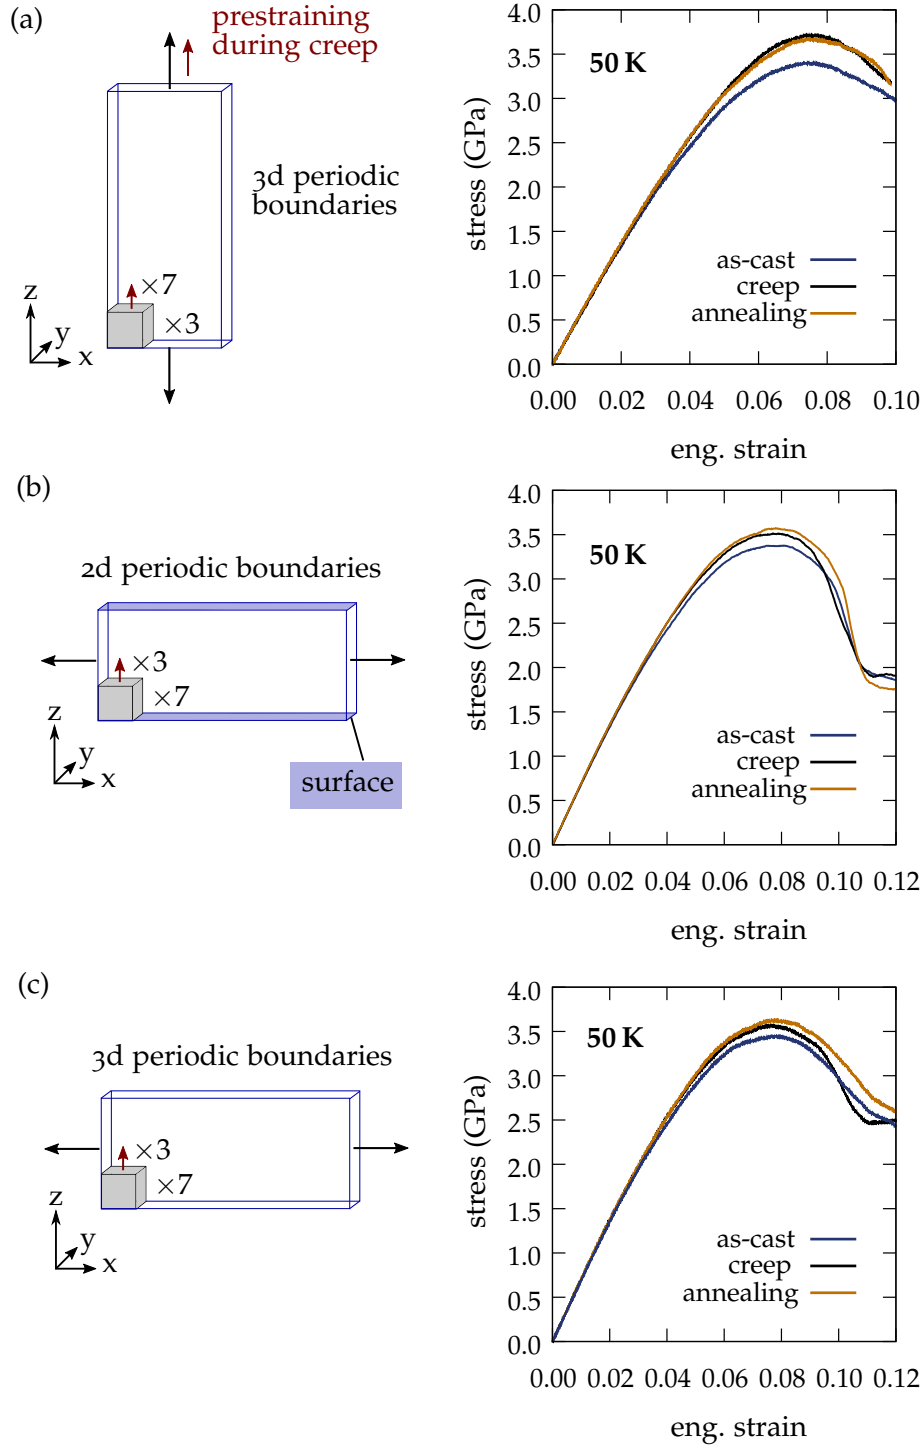 (a)
prestraining
during creep
3d periodic
boundaries
×7
×3
z
y
x
stress (GPa)
4.0
3.5
3.0
2.5
2.0
1.5
1.0
0.5
0.0
50 K
as-cast
creep
annealing
0.00 0.02 0.04 0.06 0.08 0.10
eng. strain
(b)
2d periodic boundaries
×3
×7
z
y
x
surface
stress (GPa)
4.0
3.5
3.0
2.5
2.0
1.5
1.0
0.5
0.0
50 K
as-cast
creep
annealing
0.00 0.02 0.04 0.06 0.08 0.10 0.12
eng. strain
(c)
3d periodic boundaries
×3
×7
z
y
x
stress (GPa)
4.0
3.5
3.0
2.5
2.0
1.5
1.0
0.5
0.0
50 K
as-cast
creep
annealing
0.00 0.02 0.04 0.06 0.08 0.10 0.12
eng. strain